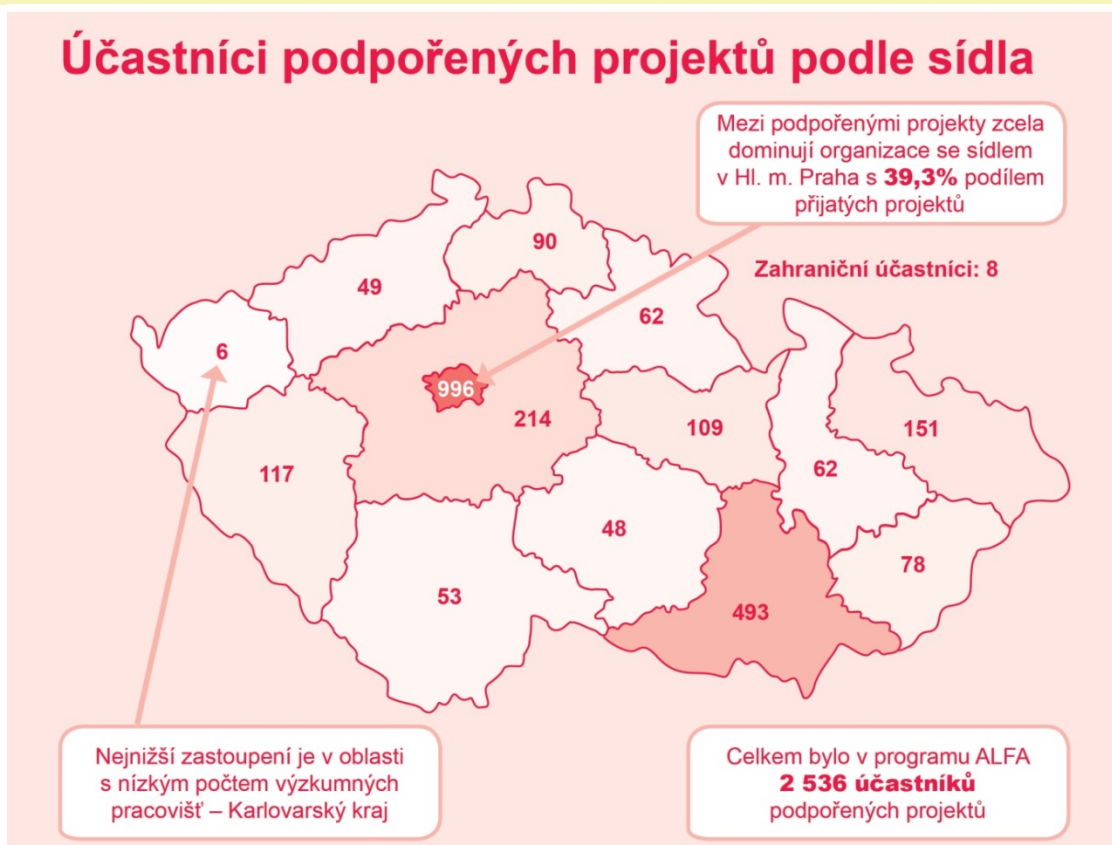 Účastníci podpořených projektů podle sídla
Mezi podpořenými projekty zcela
dominují organizace se sídlem
v Hl. m. Praha s 39,3% podílem
přijatých projektů
Zahraniční účastníci: 8
90
49
62
6
996
214
109
151
117
62
48
78
53
493
Nejnižší zastoupení je v oblasti
s nízkým počtem výzkumných
pracovišť – Karlovarský kraj
Celkem bylo v programu ALFA
2 536 účastníků
podpořených projektů